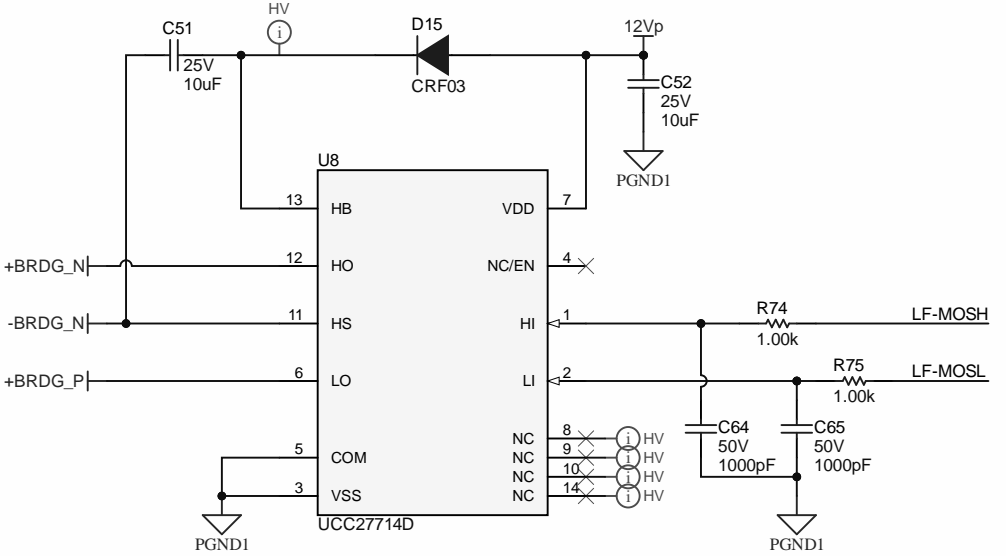 HV
i
C51
25V
10uF
D15
CRF03
12Vp
C52
25V
10uF
PGND1
U8
13 HB
VDD 7
+BRDG_N 12 HO
NC/EN 4
-BRDG_N 11 HS
HI 1
R74
1.00k
LF-MOSH
+BRDG_P 6 LO
LI 2
R75
1.00k
LF-MOSL
C64
50V
1000pF
C65
50V
1000pF
NC 8 i HV
5 COM
NC 9 i HV
NC 10 i HV
3 VSS
NC 14 i HV
UCC27714D
PGND1
PGND1